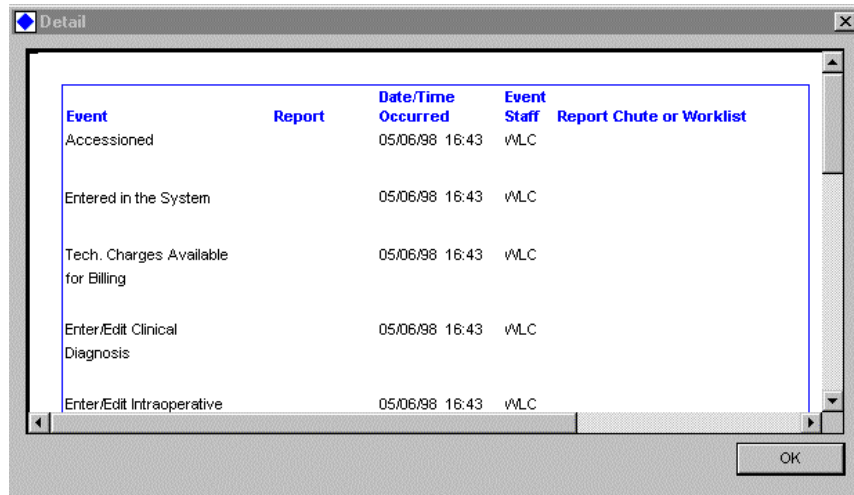 Detail
Date/Time Event
Event Report Occurred Staff Report Chute or Worklist
Accessioned 05/06/98 16:43 WLC
Entered in the System 05/06/98 16:43 WLC
Tech. Charges Available 05/06/98 16:43 WLC
for Billing
Enter/Edit Clinical 05/06/98 16:43 WLC
Diagnosis
Enter/Edit Intraoperative 05/06/98 16:43 WLC
OK